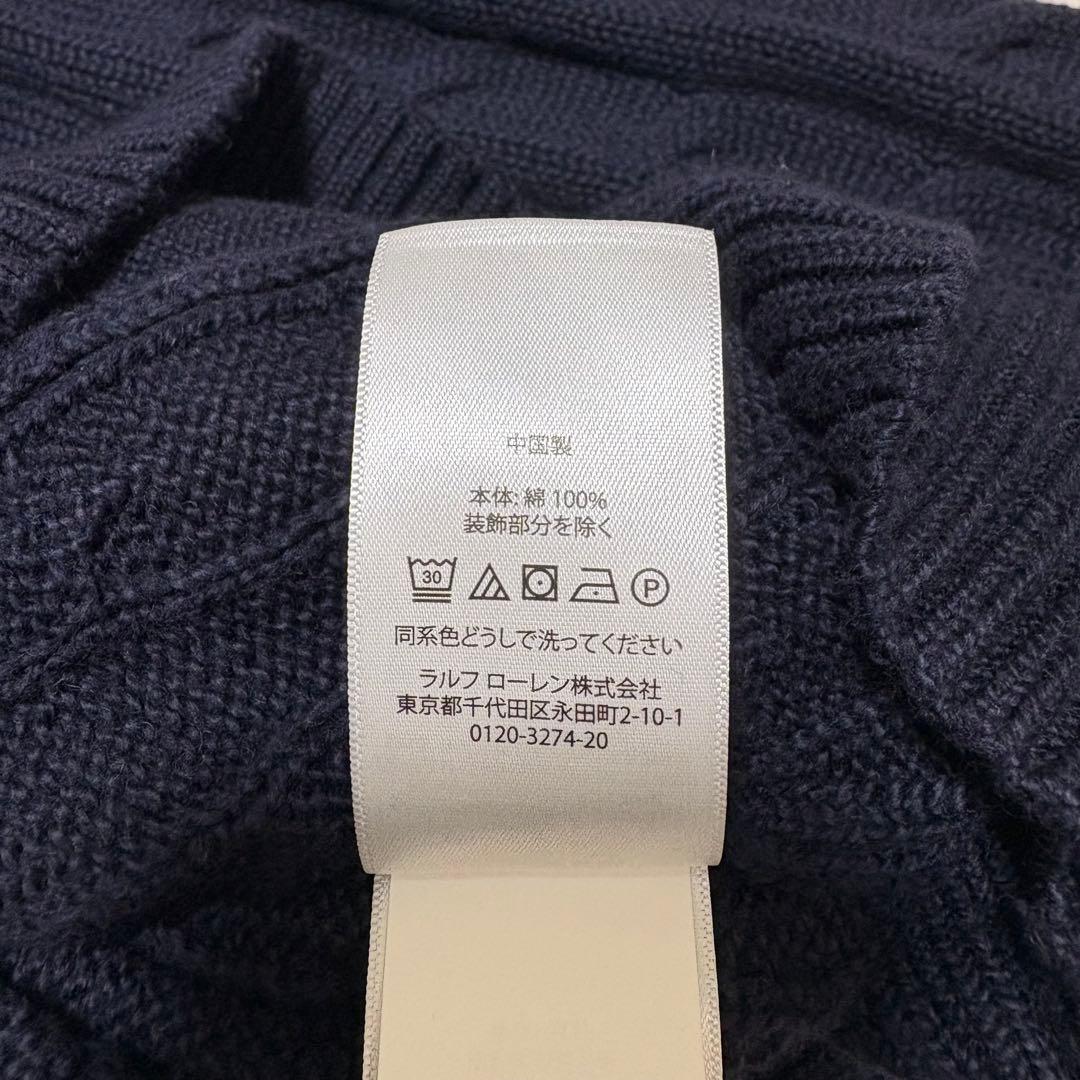 中国製
本体: 綿 100%
装飾部分を除く
30 P
同系色どうしで洗ってください
ラルフ ローレン株式会社
東京都千代田区永田町2-10-1
0120-3274-20